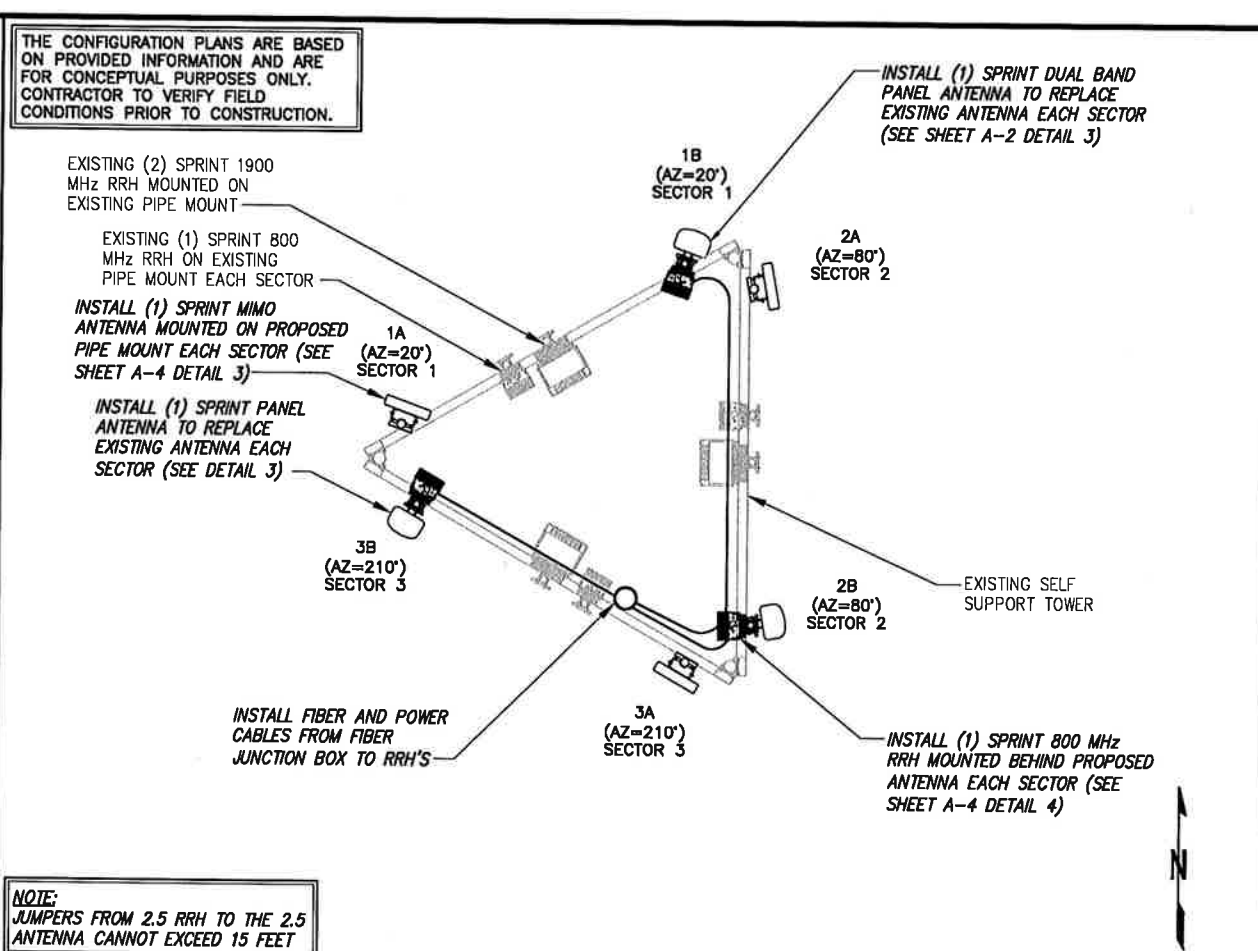 THE CONFIGURATION PLANS ARE BASED
ON PROVIDED INFORMATION AND ARE
FOR CONCEPTUAL PURPOSES ONLY.
CONTRACTOR TO VERIFY FIELD
CONDITIONS PRIOR TO CONSTRUCTION.
INSTALL (1) SPRINT DUAL BAND
PANEL ANTENNA TO REPLACE
EXISTING ANTENNA EACH SECTOR
(SEE SHEET A-2 DETAIL 3)
EXISTING (2) SPRINT 1900
MHz RRH MOUNTED ON
EXISTING PIPE MOUNT
1B
(AZ=20°)
SECTOR 1
2A
(AZ=80°)
SECTOR 2
EXISTING (1) SPRINT 800
MHz RRH ON EXISTING
PIPE MOUNT EACH SECTOR
INSTALL (1) SPRINT MIMO
ANTENNA MOUNTED ON PROPOSED
PIPE MOUNT EACH SECTOR (SEE
SHEET A-4 DETAIL 3)
1A
(AZ=20°)
SECTOR 1
INSTALL (1) SPRINT PANEL
ANTENNA TO REPLACE
EXISTING ANTENNA EACH
SECTOR (SEE DETAIL 3)
3B
(AZ=210°)
SECTOR 3
2B
(AZ=80°)
SECTOR 2
EXISTING SELF
SUPPORT TOWER
INSTALL FIBER AND POWER
CABLES FROM FIBER
JUNCTION BOX TO RRH'S
3A
(AZ=210°)
SECTOR 3
INSTALL (1) SPRINT 800 MHz
RRH MOUNTED BEHIND PROPOSED
ANTENNA EACH SECTOR (SEE
SHEET A-4 DETAIL 4)
N
NOTE:
JUMPERS FROM 2.5 RRH TO THE 2.5
ANTENNA CANNOT EXCEED 15 FEET